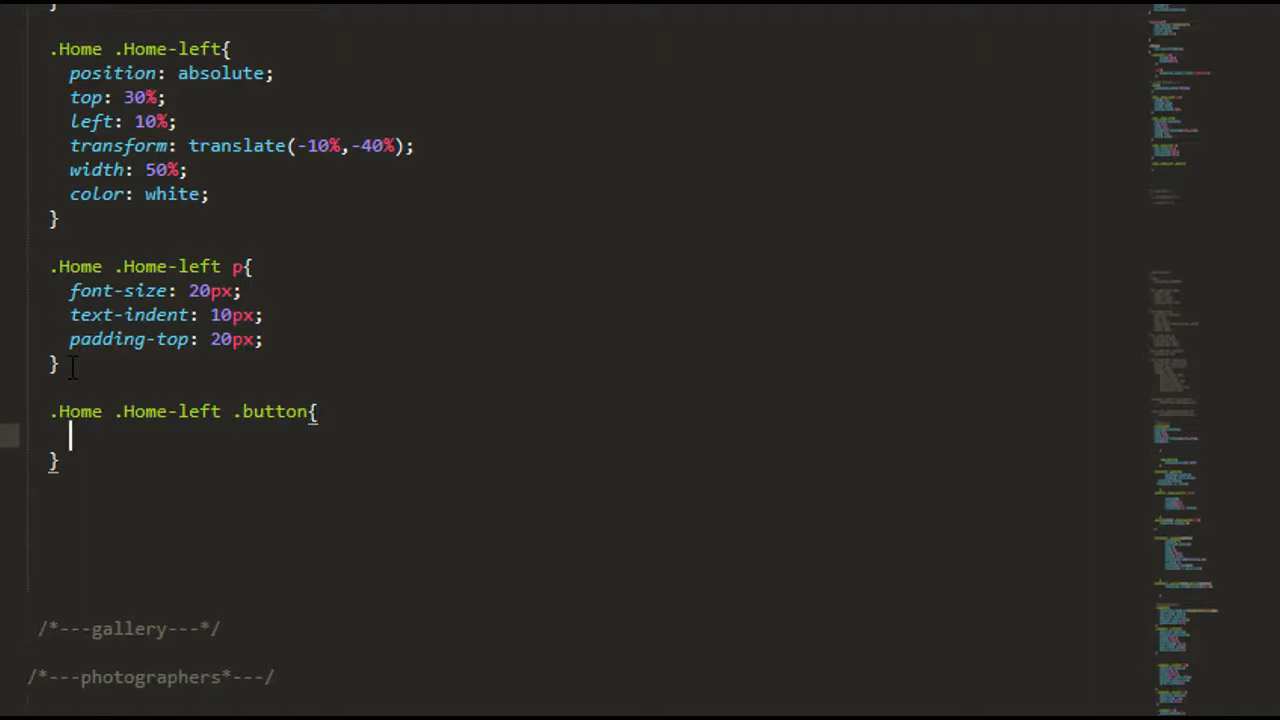 }
.Home .Home-left{
position: absolute;
top: 30%;
left: 10%;
transform: translate(-10%,-40%);
width: 50%;
color: white;
}
.Home .Home-left p{
font-size: 20px;
text-indent: 10px;
padding-top: 20px;
}
.Home .Home-left .button{
}
/*---gallery---*/
/*---photographers*---/